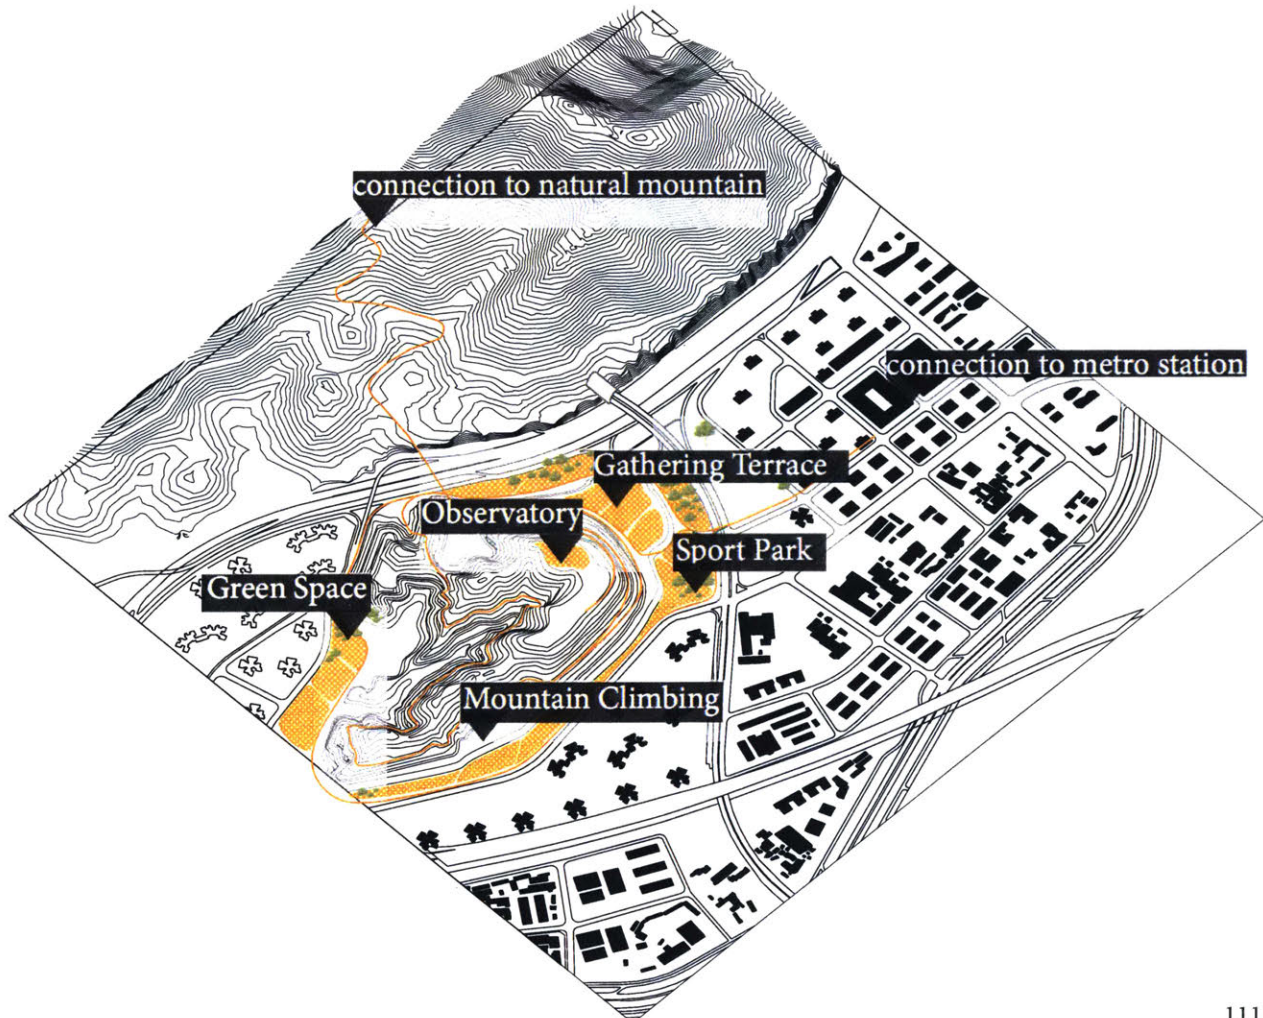 connection to natural mountain
connection to metro station
Gathering Terrace
Observatory
Sport Park
Green Space
Mountain Climbing
111